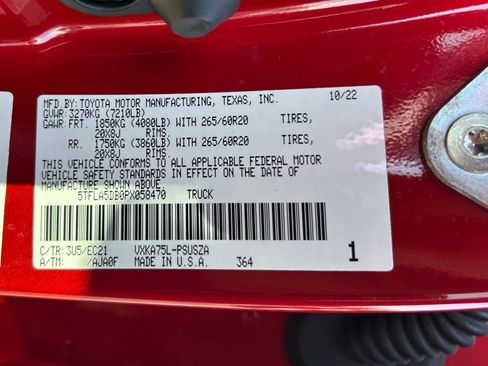 MFD.BY: TOYOTA MOTOR MANUFACTURING, TEXAS, INC. 10/22
GVWR: 3270KG (7210LB)
GAWR: FRT. 1850KG (4080LB) WITH 265/60R20 TIRES,
20X8J RIMS,
RR. 1750KG (3860LB) WITH 265/60R20 TIRES,
20X8J RIMS.
THIS VEHICLE CONFORMS TO ALL APPLICABLE FEDERAL MOTOR
VEHICLE SAFETY STANDARDS IN EFFECT ON THE DATE OF
MANUFACTURE SHOWN ABOVE.
5TFLA5DB0PX058470 TRUCK
C/TR: 3U5/EC21 VXKA75L-PSUSZA
A/TM: /AJA0F MADE IN U.S.A. 364
1